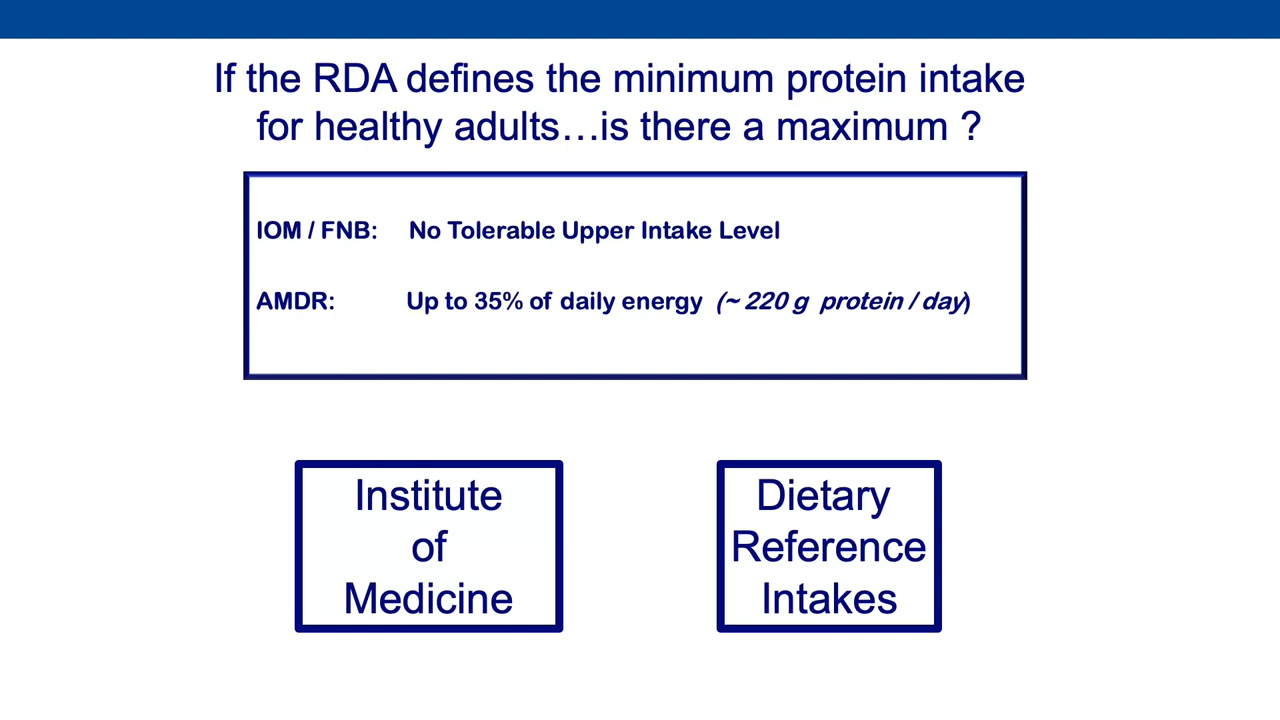 If the RDA defines the minimum protein intake
for healthy adults…is there a maximum ?
IOM / FNB: No Tolerable Upper Intake Level
AMDR: Up to 35% of daily energy (~ 220 g protein / day)
Institute
of
Medicine
Dietary
Reference
Intakes